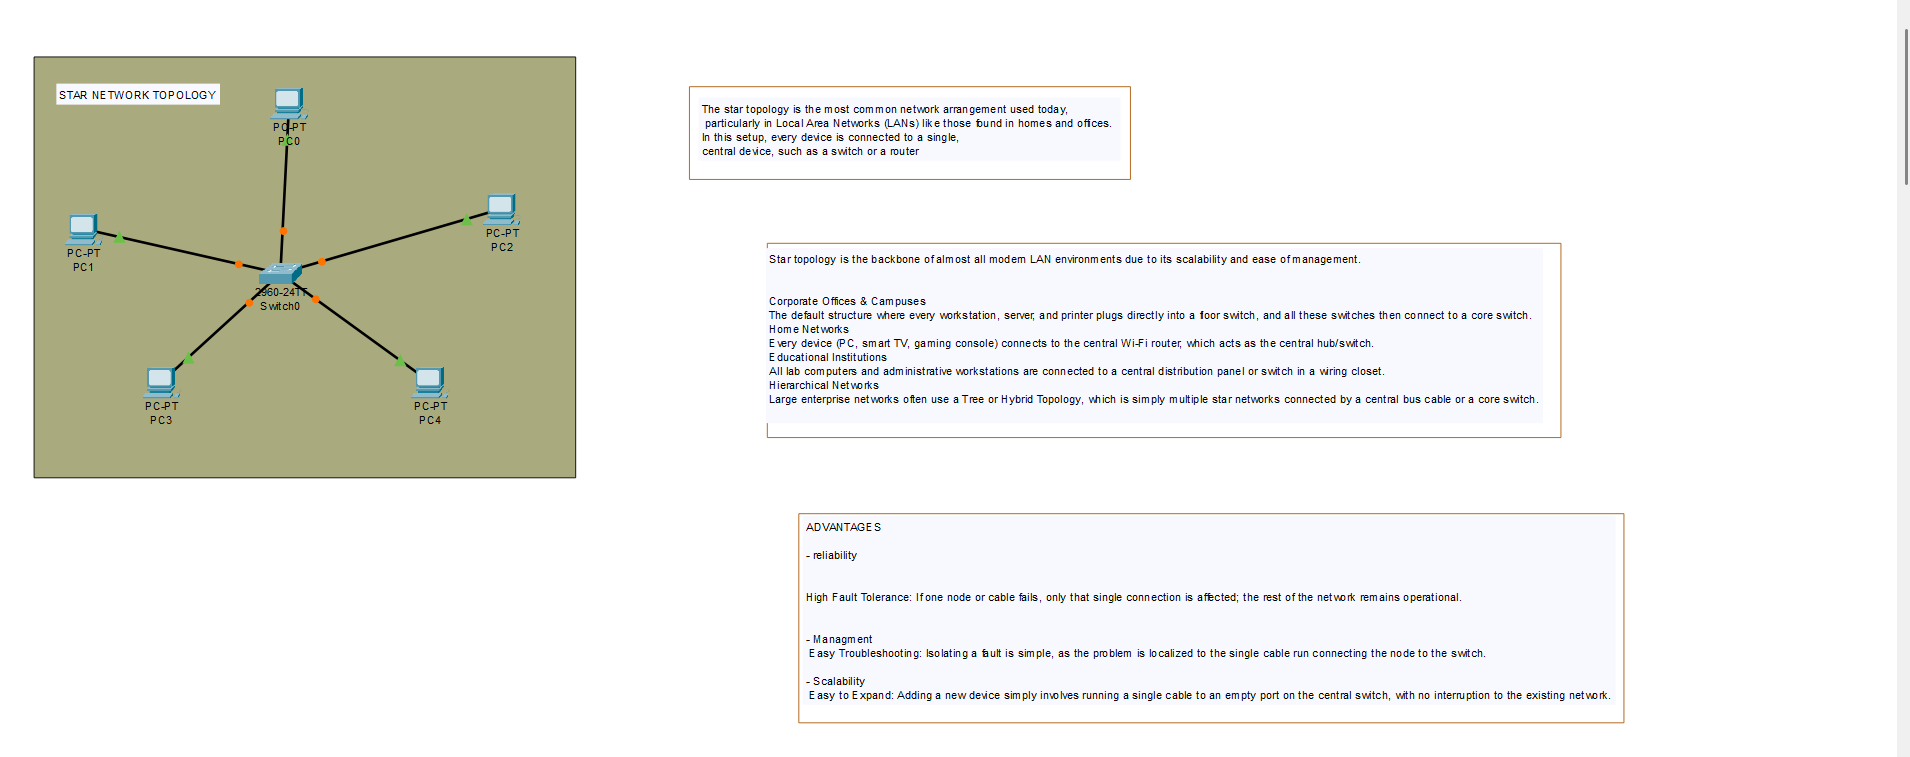 STAR NETWORK TOPOLOGY
PC-PT
PC0
PC-PT
PC1
PC-PT
PC2
2960-24TT
Switch0
PC-PT
PC3
PC-PT
PC4
The star topology is the most common network arrangement used today,
particularly in Local Area Networks (LANs) like those found in homes and offices.
In this setup, every device is connected to a single,
central device, such as a switch or a router
Star topology is the backbone of almost all modern LAN environments due to its scalability and ease of management.
Corporate Offices & Campuses
The default structure where every workstation, server, and printer plugs directly into a floor switch, and all these switches then connect to a core switch.
Home Networks
Every device (PC, smart TV, gaming console) connects to the central Wi-Fi router, which acts as the central hub/switch.
Educational Institutions
All lab computers and administrative workstations are connected to a central distribution panel or switch in a wiring closet.
Hierarchical Networks
Large enterprise networks often use a Tree or Hybrid Topology, which is simply multiple star networks connected by a central bus cable or a core switch.
ADVANTAGES
- reliability
High Fault Tolerance: If one node or cable fails, only that single connection is affected; the rest of the network remains operational.
- Managment
Easy Troubleshooting: Isolating a fault is simple, as the problem is localized to the single cable run connecting the node to the switch.
- Scalability
Easy to Expand: Adding a new device simply involves running a single cable to an empty port on the central switch, with no interruption to the existing network.